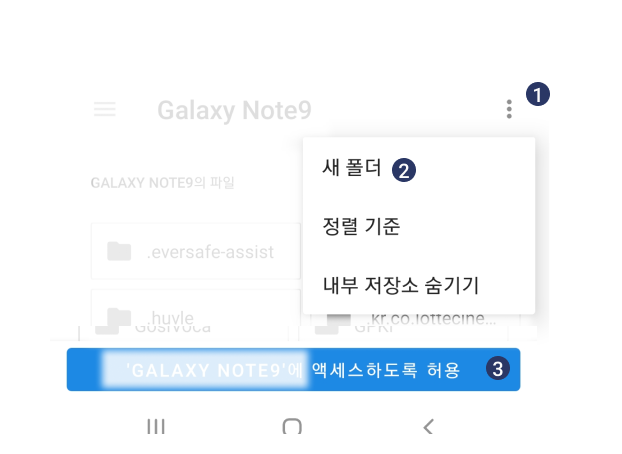 Galaxy Note9
1
새 폴더 2
GALAXY NOTE9의 파일
정렬 기준
.eversafe-assist
내부 저장소 숨기기
.huvle
.kr.co.lottecine...
GosiVoca
GPKI
'GALAXY NOTE9'에 액세스하도록 허용 3